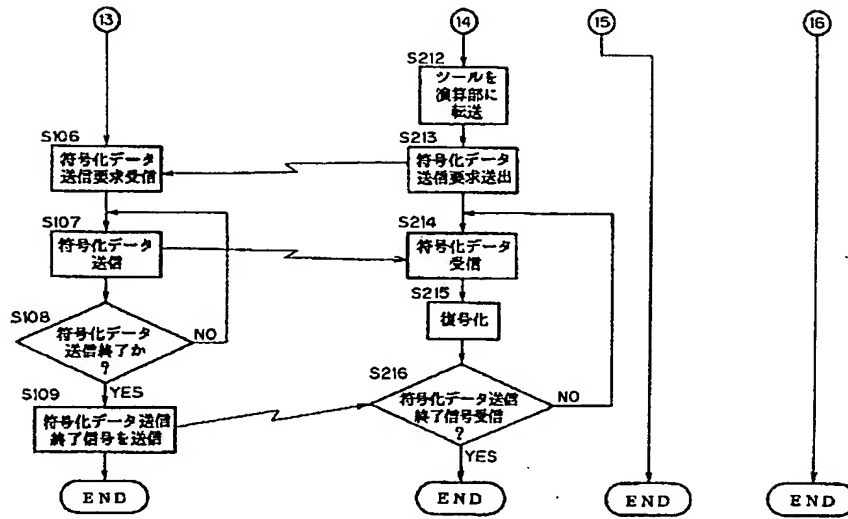 13
14
15
16
S212
ツールを
演算部に
転送
S106
符号化データ
送信要求受信
S213
符号化データ
送信要求送出
S107
符号化データ
送信
S214
符号化データ
受信
S215
復号化
S108
符号化データ
送信終了か
?
NO
YES
S216
符号化データ送信
終了信号受信
?
NO
YES
S109
符号化データ送信
終了信号を送信
END
END
END
END